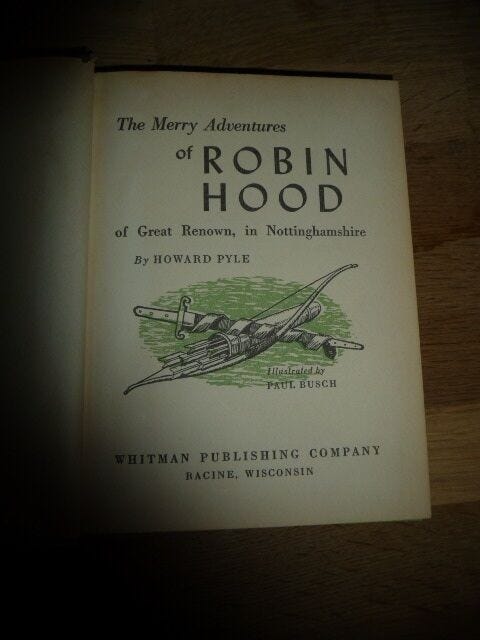 The Merry Adventures
of ROBIN
HOOD
of Great Renown, in Nottinghamshire
By HOWARD PYLE
Illustrated by
PAUL BUSCH
WHITMAN PUBLISHING COMPANY
RACINE, WISCONSIN